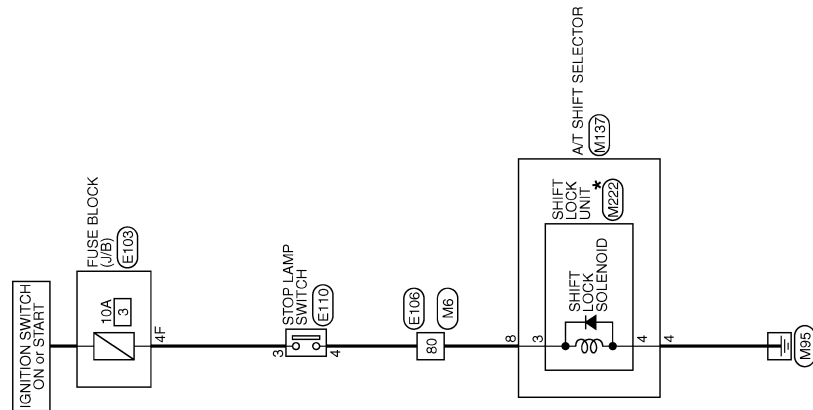 IGNITION SWITCH
ON or START
FUSE BLOCK
(J/B)
E103
10A
3
4F
STOP LAMP
SWITCH
E110
3
4
E106
80
M6
A/T SHIFT SELECTOR
M137
8
SHIFT
LOCK
UNIT *
M222
3
SHIFT
LOCK
SOLENOID
4
4
M95